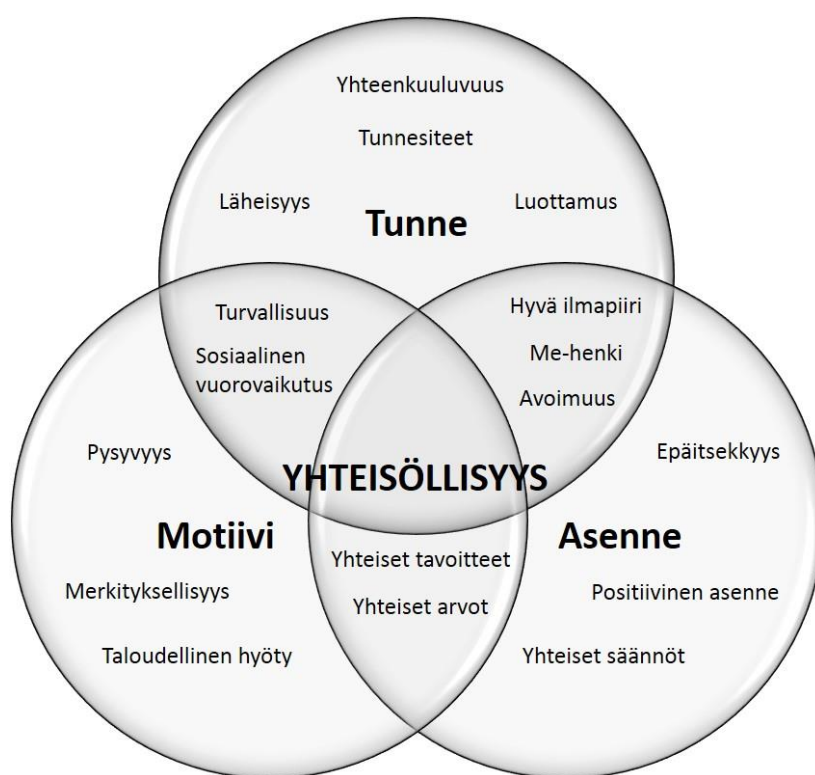 Yhteenkuuluvuus
Tunnesiteet
Läheisyys
Luottamus
Tunne
Turvallisuus
Hyvä ilmapiiri
Sosiaalinen
vuorovaikutus
Me-henki
Avoimuus
Pysyvyys
Epäitsekkyys
YHTEISÖLLISYYS
Motiivi
Asenne
Yhteiset tavoitteet
Merkityksellisyys
Positiivinen asenne
Yhteiset arvot
Taloudellinen hyöty
Yhteiset säännöt